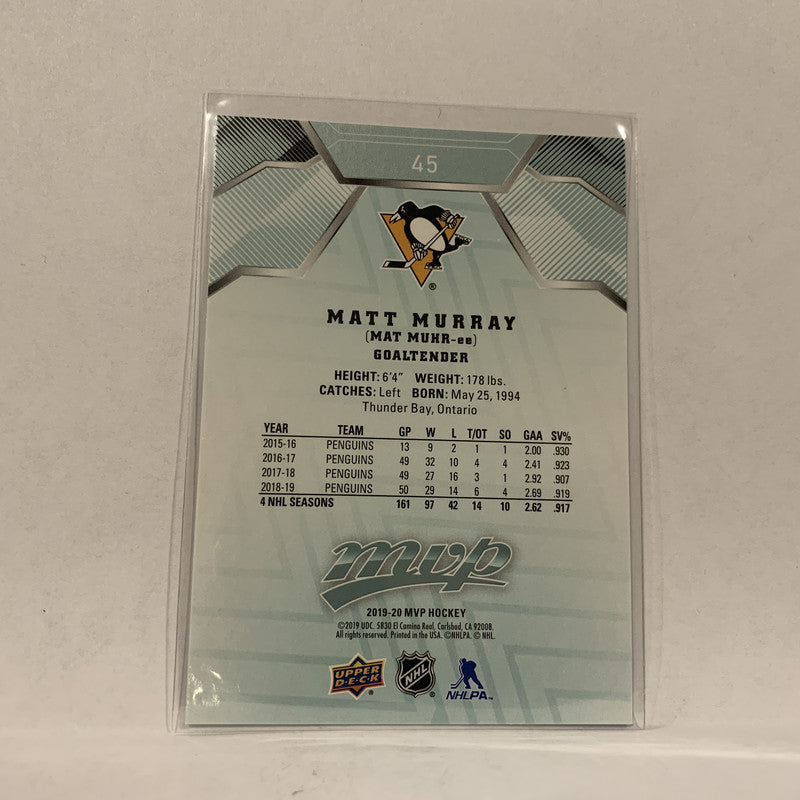 45
®
MATT MURRAY
(MAT MUHR-ee)
GOALTENDER
HEIGHT: 6'4" WEIGHT: 178 lbs.
CATCHES: Left BORN: May 25, 1994
Thunder Bay, Ontario
YEAR TEAM GP W L T/OT SO GAA SV%
2015-16 PENGUINS 13 9 2 1 1 2.00 .930
2016-17 PENGUINS 49 32 10 4 4 2.41 .923
2017-18 PENGUINS 49 27 16 3 1 2.92 .907
2018-19 PENGUINS 50 29 14 6 4 2.69 .919
4 NHL SEASONS 161 97 42 14 10 2.62 .917
mvp
2019-20 MVP HOCKEY
©2019 UDC. 5830 El Camino Real, Carlsbad, CA 92008.
All rights reserved. Printed in the USA. ©NHLPA. © NHL.
UPPER DECK® NHL® NHLPA™